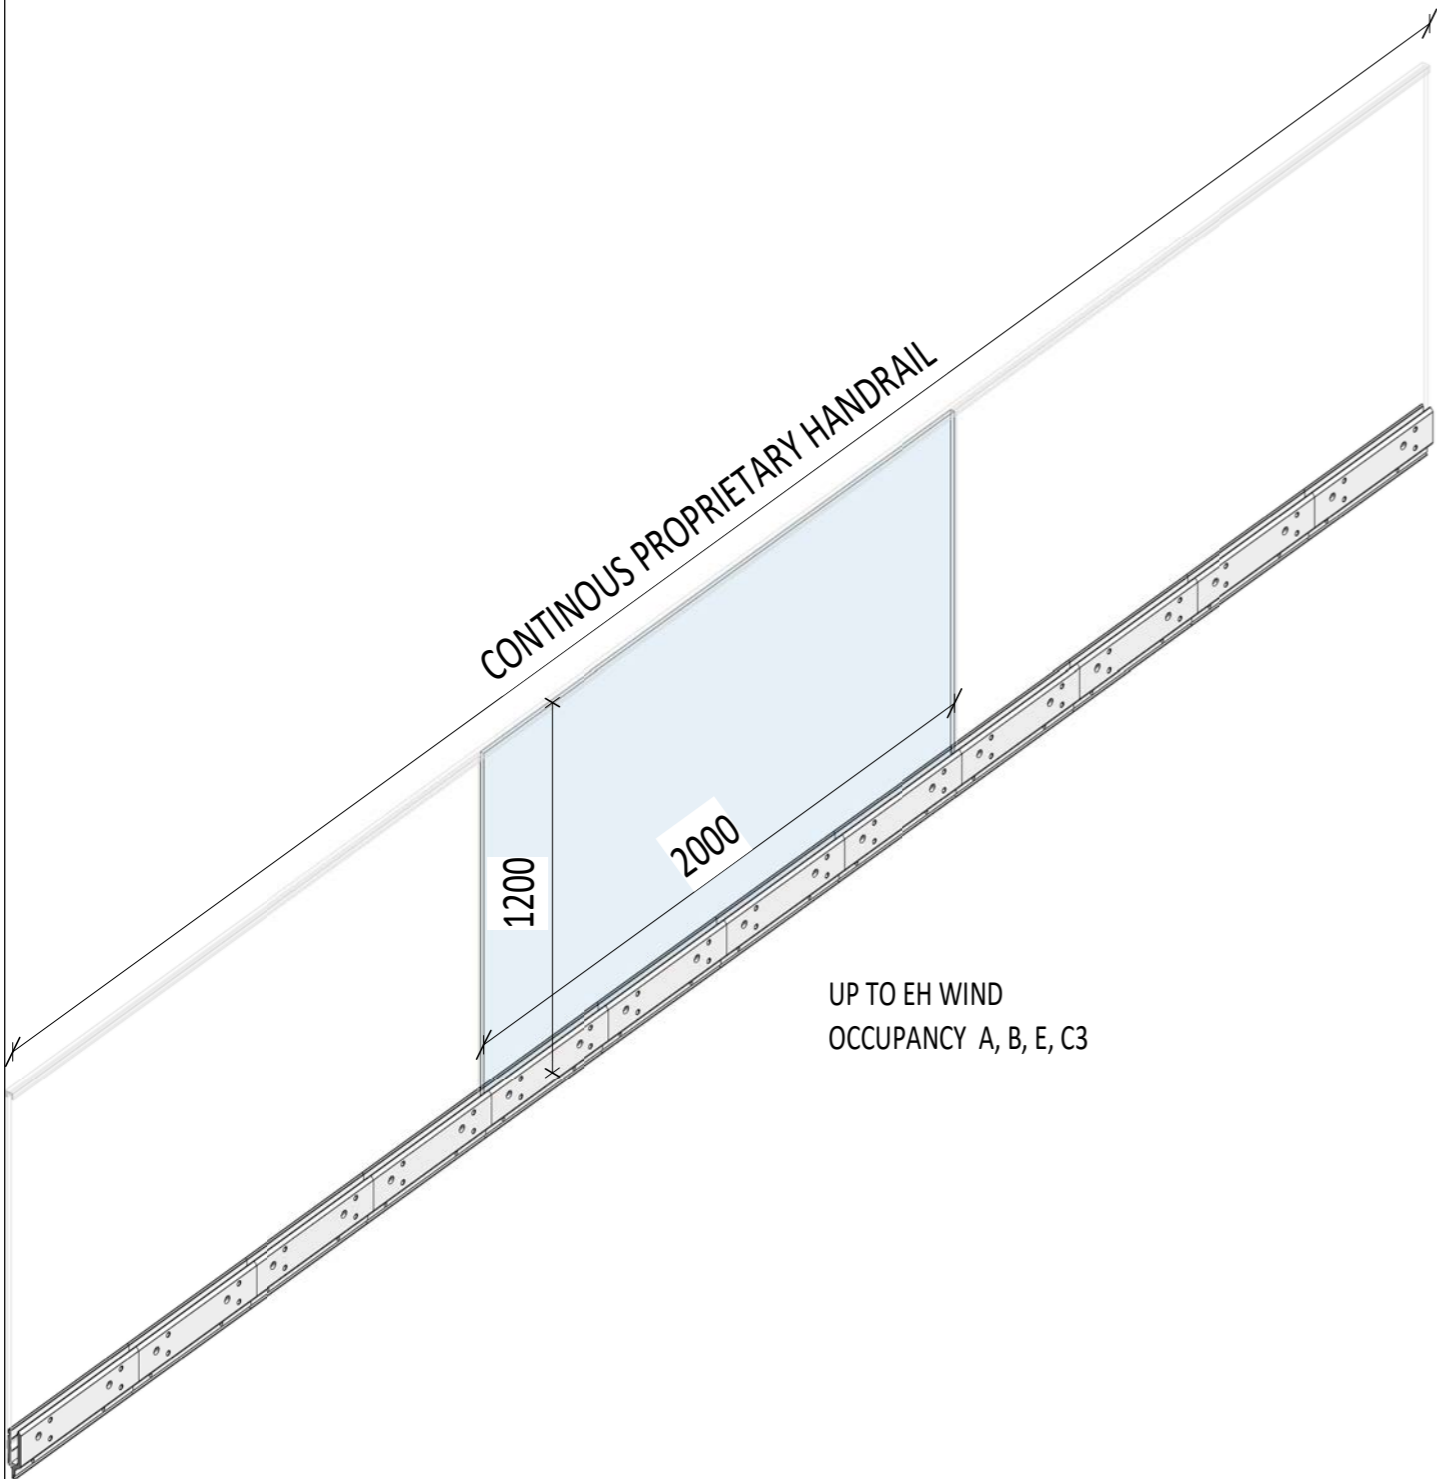 CONTINOUS PROPRIETARY HANDRAIL
2000
1200
UP TO EH WIND
OCCUPANCY A, B, E, C3